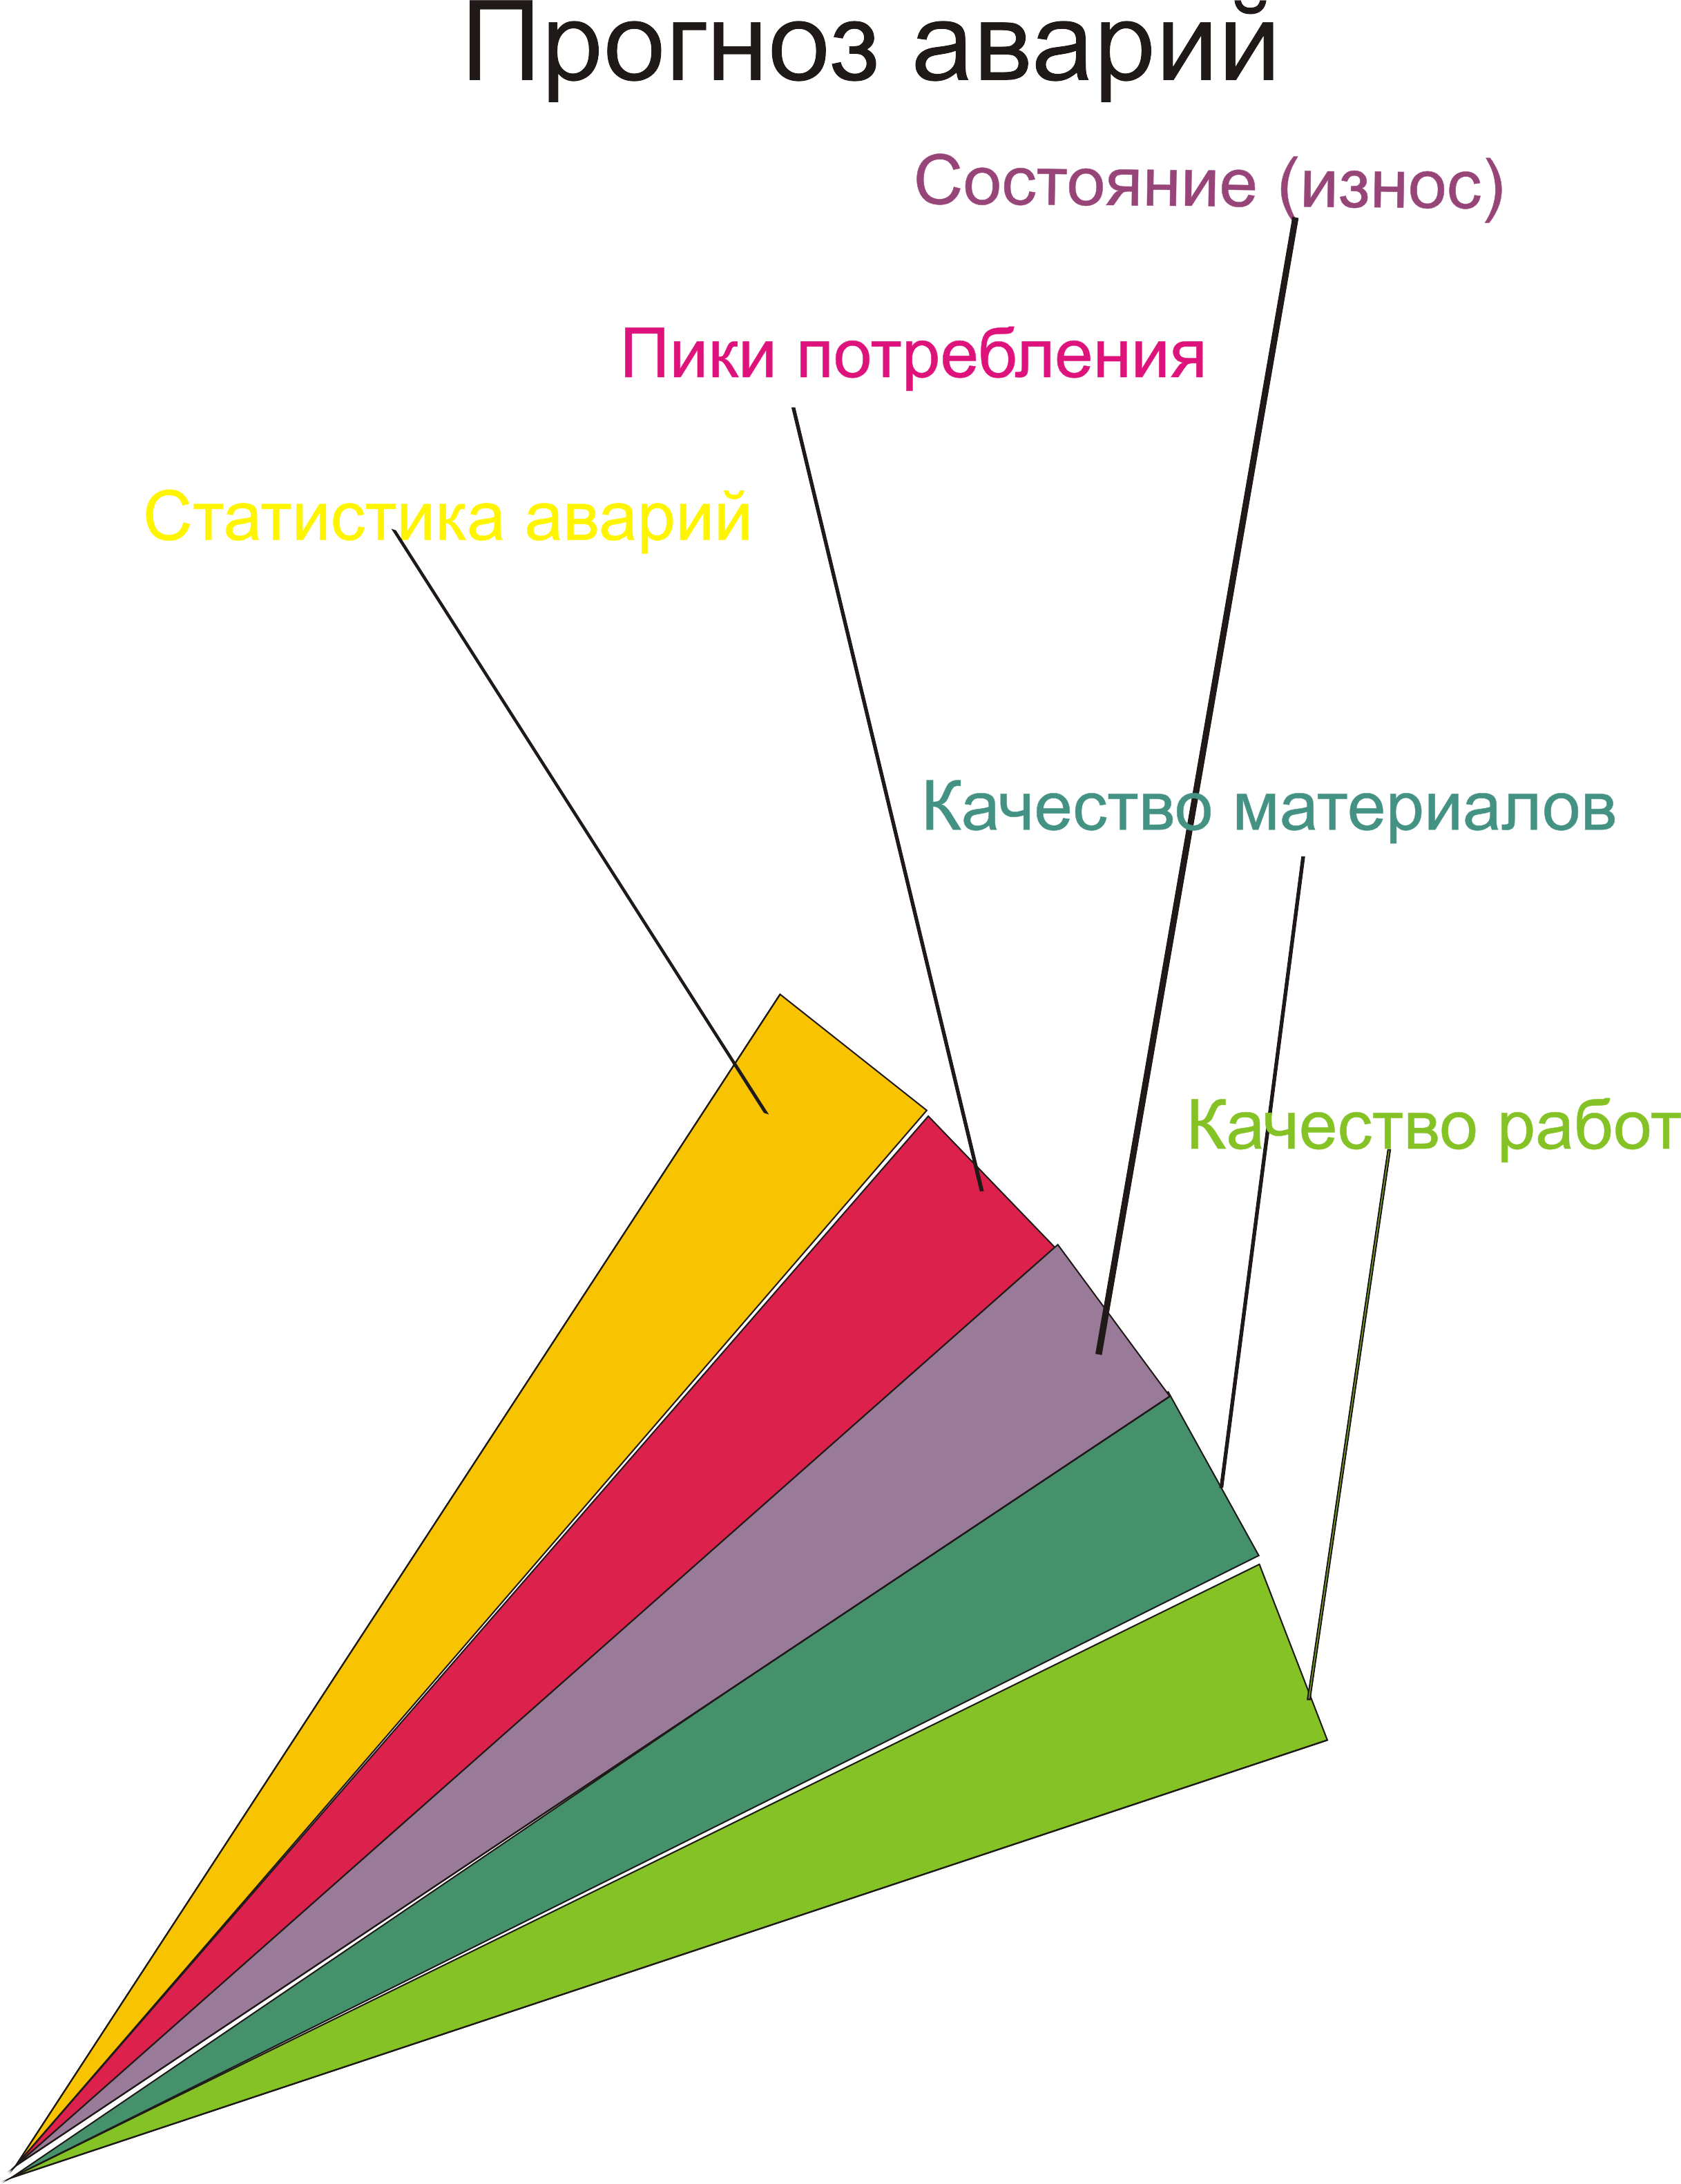 Прогноз аварий
Состояние (износ)
Пики потребления
Статистика аварий
Качество материалов
Качество работ